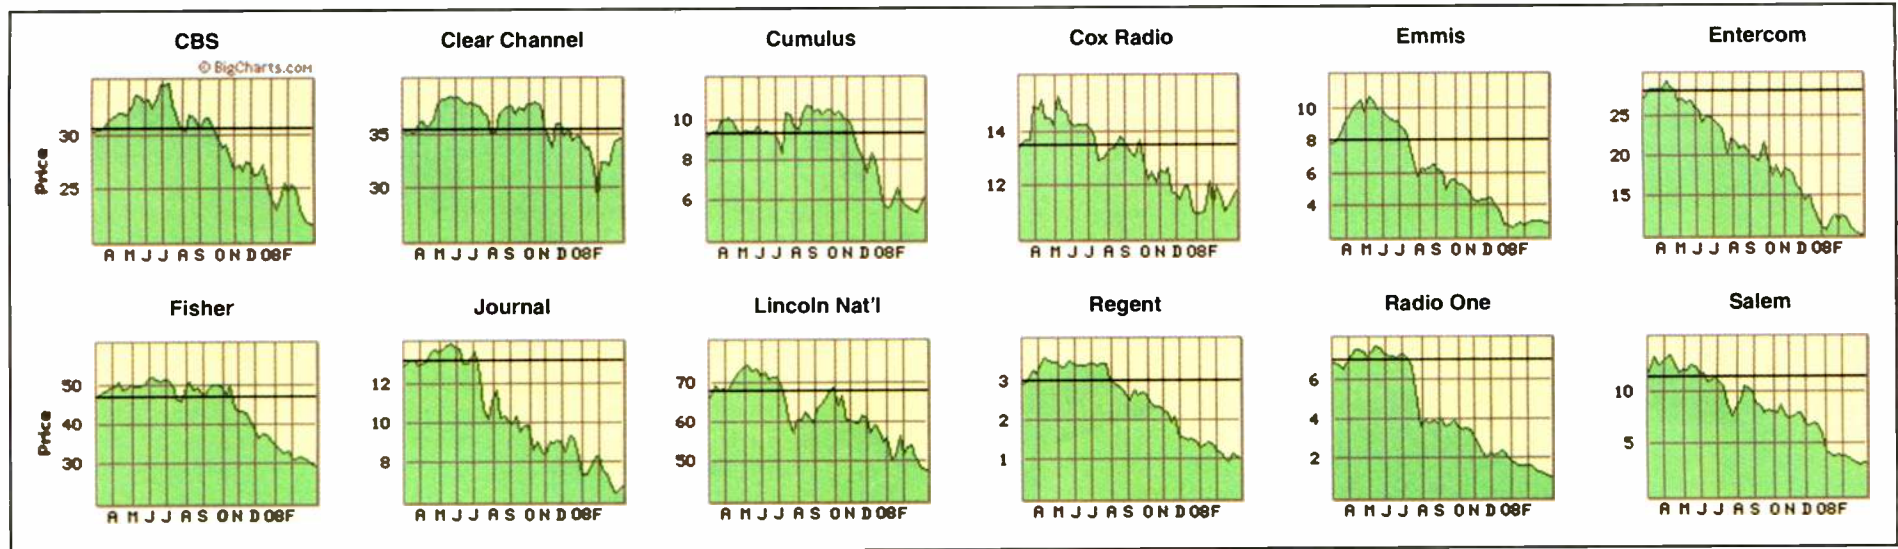 CBS Clear Channel Cumulus Cox Radio Emmis Entercom
© BigCharts.com
Price
30
25
A M J J A S O N D 08 F
35
30
A M J J A S O N D 08 F
10
8
6
A M J J A S O N D 08 F
14
12
A M J J A S O N D 08 F
10
8
6
4
A M J J A S O N D 08 F
25
20
15
A M J J A S O N D 08 F
Fisher Journal Lincoln Nat'l Regent Radio One Salem
Price
50
40
30
A M J J A S O N D 08 F
12
10
8
A M J J A S O N D 08 F
70
60
50
A M J J A S O N D 08 F
3
2
1
A M J J A S O N D 08 F
6
4
2
A M J J A S O N D 08 F
10
5
A M J J A S O N D 08 F